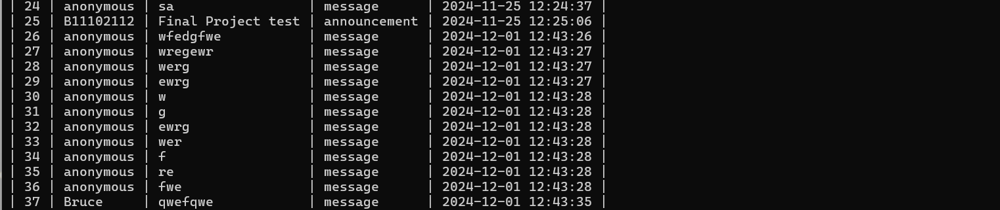 | 24 | anonymous | sa                 | message      | 2024-11-25 12:24:37 |
| 25 | B11102112 | Final Project test | announcement | 2024-11-25 12:25:06 |
| 26 | anonymous | wfedgfwe           | message      | 2024-12-01 12:43:26 |
| 27 | anonymous | wregewr            | message      | 2024-12-01 12:43:27 |
| 28 | anonymous | werg               | message      | 2024-12-01 12:43:27 |
| 29 | anonymous | ewrg               | message      | 2024-12-01 12:43:27 |
| 30 | anonymous | w                  | message      | 2024-12-01 12:43:28 |
| 31 | anonymous | g                  | message      | 2024-12-01 12:43:28 |
| 32 | anonymous | ewrg               | message      | 2024-12-01 12:43:28 |
| 33 | anonymous | wer                | message      | 2024-12-01 12:43:28 |
| 34 | anonymous | f                  | message      | 2024-12-01 12:43:28 |
| 35 | anonymous | re                 | message      | 2024-12-01 12:43:28 |
| 36 | anonymous | fwe                | message      | 2024-12-01 12:43:28 |
| 37 | Bruce     | qwefqwe            | message      | 2024-12-01 12:43:35 |